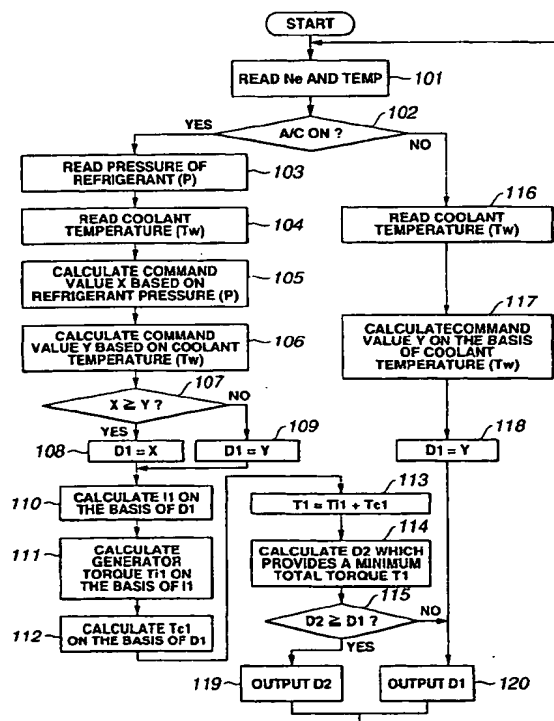 START
READ Ne AND TEMP
101
A/C ON ?
102
YES
NO
READ PRESSURE OF
REFRIGERANT (P)
103
READ COOLANT
TEMPERATURE (Tw)
104
CALCULATE COMMAND
VALUE X BASED ON
REFRIGERANT PRESSURE (P)
105
CALCULATE COMMAND
VALUE Y BASED ON COOLANT
TEMPERATURE (Tw)
106
X ≧ Y ?
107
YES
NO
D1 = X
108
D1 = Y
109
CALCULATE I1 ON
THE BASIS OF D1
110
CALCULATE
GENERATOR
TORQUE Ti1 ON
THE BASIS OF I1
111
CALCULATE Tc1
ON THE BASIS OF D1
112
T1 = Ti1 + Tc1
113
CALCULATE D2 WHICH
PROVIDES A MINIMUM
TOTAL TORQUE T1
114
D2 ≧ D1 ?
115
NO
YES
READ COOLANT
TEMPERATURE (Tw)
116
CALCULATECOMMAND
VALUE Y ON THE BASIS
OF COOLANT
TEMPERATURE (Tw)
117
D1 = Y
118
OUTPUT D2
119
OUTPUT D1
120